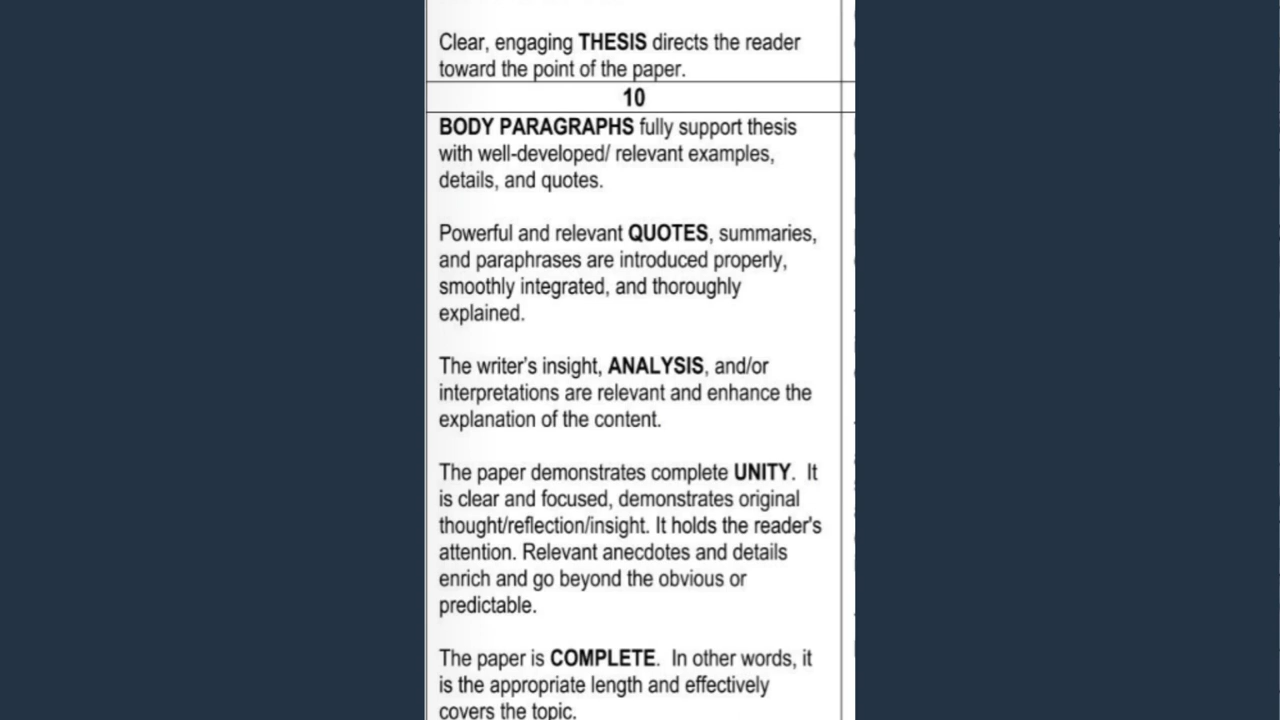 Clear, engaging THESIS directs the reader
toward the point of the paper.
10
BODY PARAGRAPHS fully support thesis
with well-developed/ relevant examples,
details, and quotes.
Powerful and relevant QUOTES, summaries,
and paraphrases are introduced properly,
smoothly integrated, and thoroughly
explained.
The writer's insight, ANALYSIS, and/or
interpretations are relevant and enhance the
explanation of the content.
The paper demonstrates complete UNITY.  It
is clear and focused, demonstrates original
thought/reflection/insight. It holds the reader's
attention. Relevant anecdotes and details
enrich and go beyond the obvious or
predictable.
The paper is COMPLETE.  In other words, it
is the appropriate length and effectively
covers the topic.